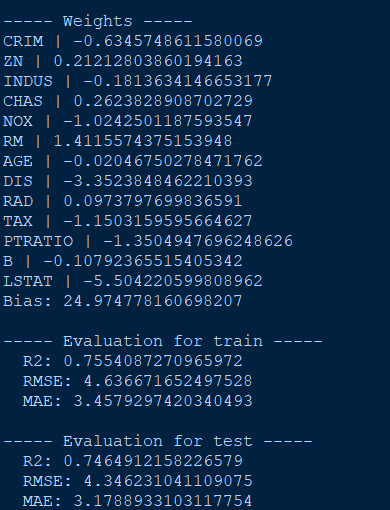 ----- Weights -----
CRIM | -0.6345748611580069
ZN | 0.21212803860194163
INDUS | -0.1813634146653177
CHAS | 0.2623828908702729
NOX | -1.0242501187593547
RM | 1.4115574375153948
AGE | -0.02046750278471762
DIS | -3.3523848462210393
RAD | 0.0973797699836591
TAX | -1.1503159595664627
PTRATIO | -1.3504947696248626
B | -0.10792365515405342
LSTAT | -5.504220599808962
Bias: 24.974778160698207
----- Evaluation for train -----
R2: 0.7554087270965972
RMSE: 4.636671652497528
MAE: 3.4579297420340493
----- Evaluation for test -----
R2: 0.7464912158226579
RMSE: 4.346231041109075
MAE: 3.1788933103117754